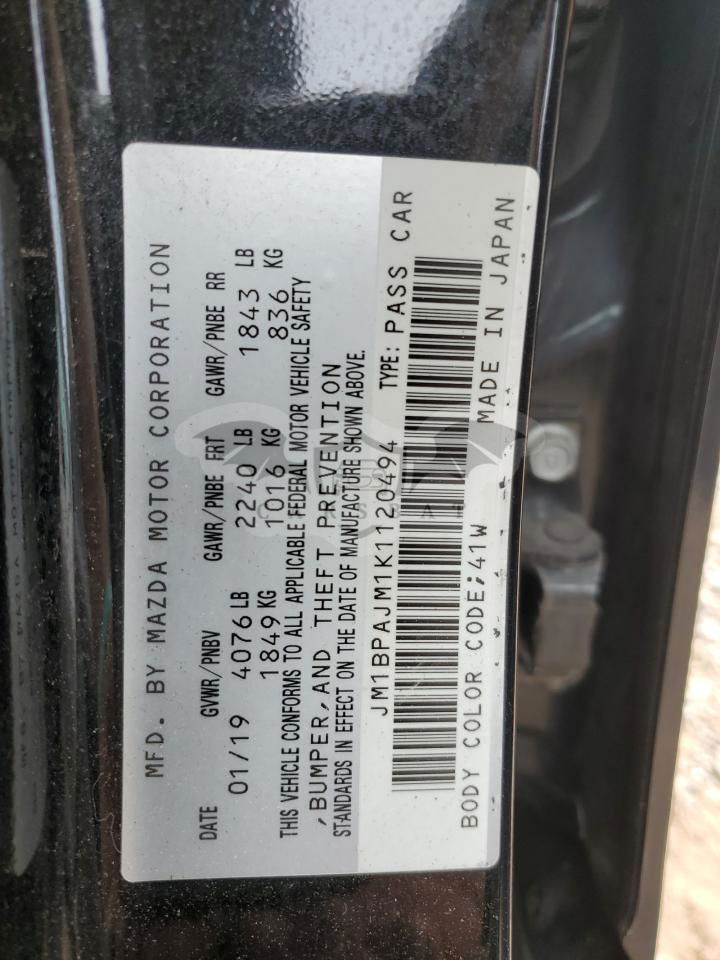 MFD. BY MAZDA MOTOR CORPORATION
DATE GVWR/PNBV GAWR/PNBE FRT GAWR/PNBE RR
01/19 4076 LB 2240 LB 1843 LB
1849 KG 1016 KG 836 KG
THIS VEHICLE CONFORMS TO ALL APPLICABLE FEDERAL MOTOR VEHICLE SAFETY
,BUMPER,AND THEFT PREVENTION
STANDARDS IN EFFECT ON THE DATE OF MANUFACTURE SHOWN ABOVE.
JM1BPAJM1K1120494 TYPE: PASS CAR
BODY COLOR CODE;41W MADE IN JAPAN